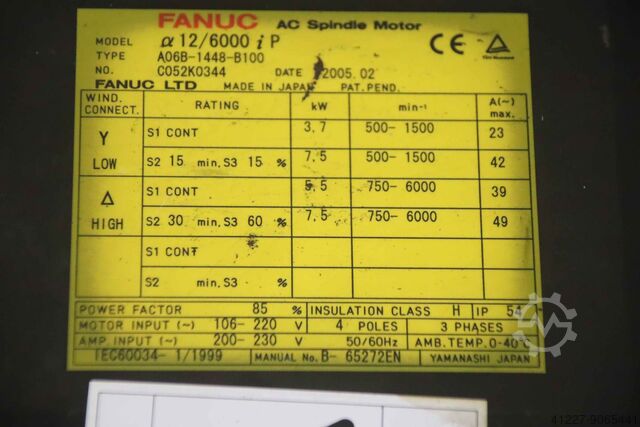 FANUC AC Spindle Motor
MODEL α 12/6000 i P
TYPE A06B-1448-B100
NO. C052K0344 DATE 2005.02
FANUC LTD MADE IN JAPAN PAT. PEND.
WIND. CONNECT. RATING kW min-¹ A(~) max.
Y S1 CONT 3.7 500- 1500 23
LOW S2 15 min. S3 15 % 7.5 500- 1500 42
Δ S1 CONT 5.5 750- 6000 39
HIGH S2 30 min. S3 60 % 7.5 750- 6000 49
S1 CONT
S2 min. S3 %
POWER FACTOR 85 % INSULATION CLASS H IP 54
MOTOR INPUT (~) 106- 220 V 4 POLES 3 PHASES
AMP. INPUT (~) 200- 230 V 50/60Hz AMB. TEMP. 0-40℃
IEC60034- 1/1999 MANUAL No. B- 65272EN YAMANASHI JAPAN